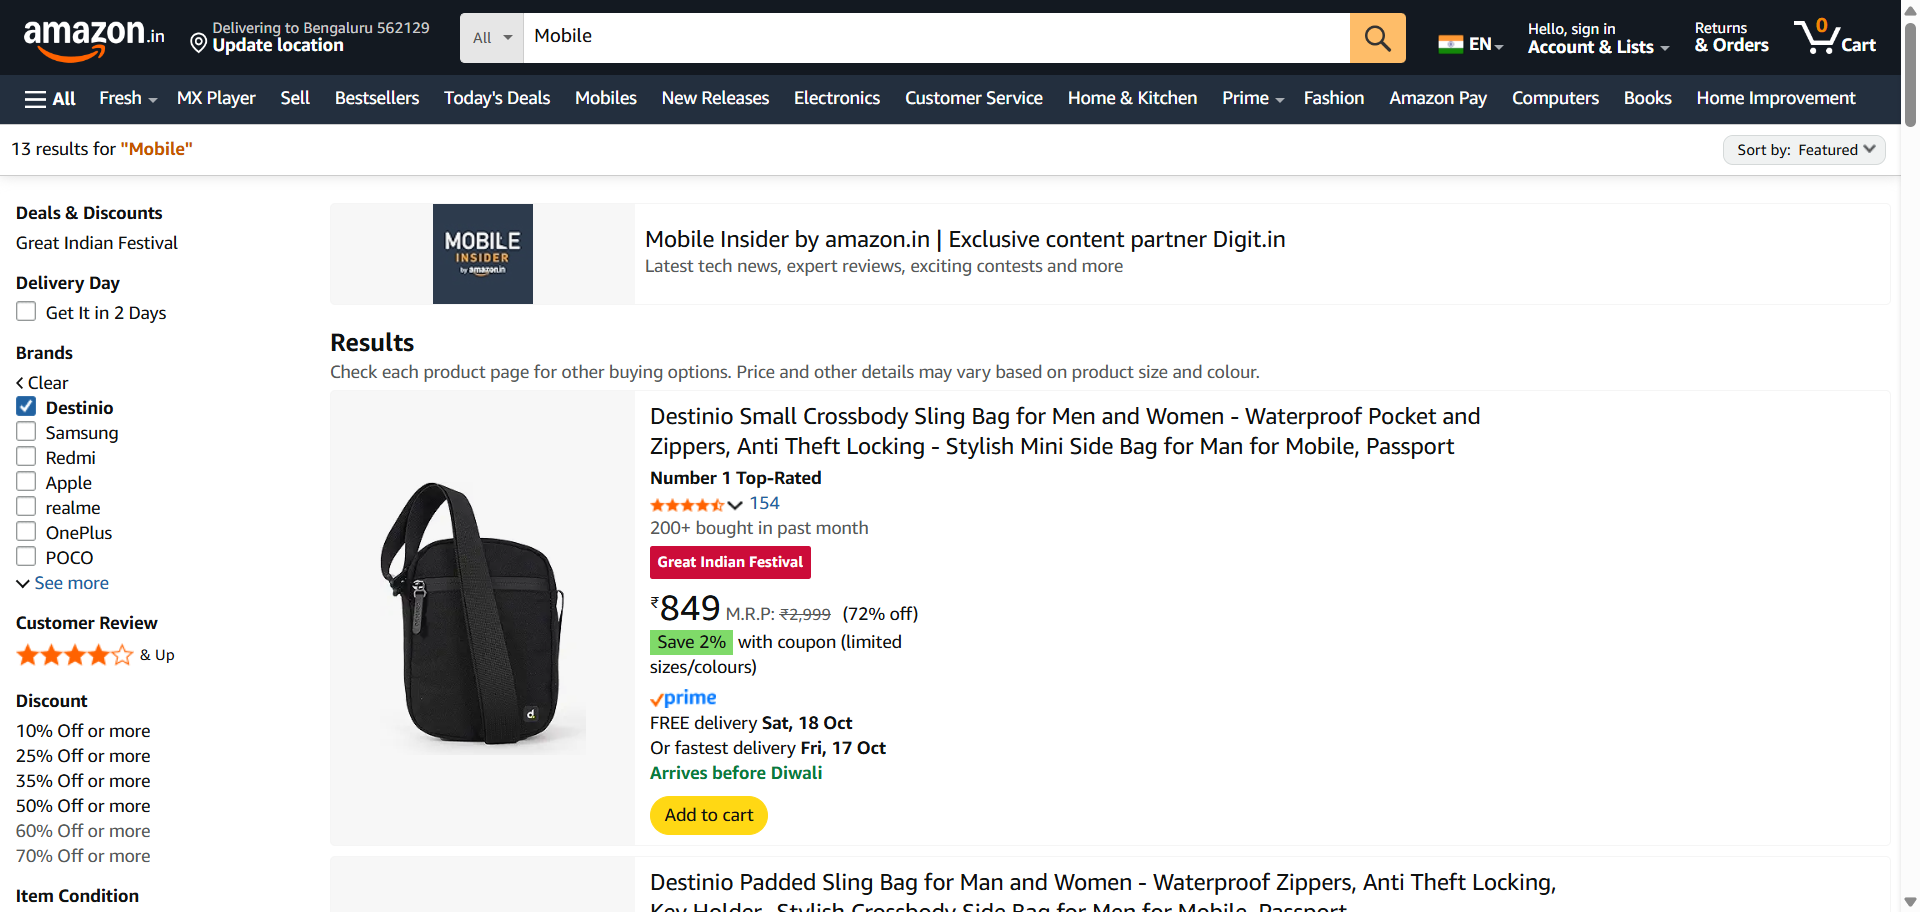 amazon.in
Delivering to Bengaluru 562129
Update location
All
Mobile
EN
Hello, sign in
Account & Lists
Returns
& Orders
0
Cart
All
Fresh
MX Player
Sell
Bestsellers
Today's Deals
Mobiles
New Releases
Electronics
Customer Service
Home & Kitchen
Prime
Fashion
Amazon Pay
Computers
Books
Home Improvement
13 results for "Mobile"
Sort by: Featured
Deals & Discounts
Great Indian Festival
Delivery Day
Get It in 2 Days
Brands
Clear
Destinio
Samsung
Redmi
Apple
realme
OnePlus
POCO
See more
Customer Review
& Up
Discount
10% Off or more
25% Off or more
35% Off or more
50% Off or more
60% Off or more
70% Off or more
Item Condition
MOBILE
INSIDER
by amazon.in
Mobile Insider by amazon.in | Exclusive content partner Digit.in
Latest tech news, expert reviews, exciting contests and more
Results
Check each product page for other buying options. Price and other details may vary based on product size and colour.
d.
Destinio Small Crossbody Sling Bag for Men and Women - Waterproof Pocket and
Zippers, Anti Theft Locking - Stylish Mini Side Bag for Man for Mobile, Passport
Number 1 Top-Rated
154
200+ bought in past month
Great Indian Festival
₹849 M.R.P: ₹2,999 (72% off)
Save 2% with coupon (limited
sizes/colours)
prime
FREE delivery Sat, 18 Oct
Or fastest delivery Fri, 17 Oct
Arrives before Diwali
Add to cart
Destinio Padded Sling Bag for Man and Women - Waterproof Zippers, Anti Theft Locking,
Key Holder - Stylish Crossbody Side Bag for Men for Mobile, Passport